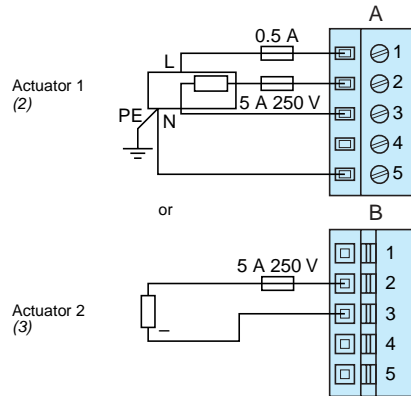 A
0.5 A
L
1
Actuator 1
(2)
2
5 A 250 V
PE
N
3
4
5
or
B
1
5 A 250 V
2
Actuator 2
(3)
3
–
4
5